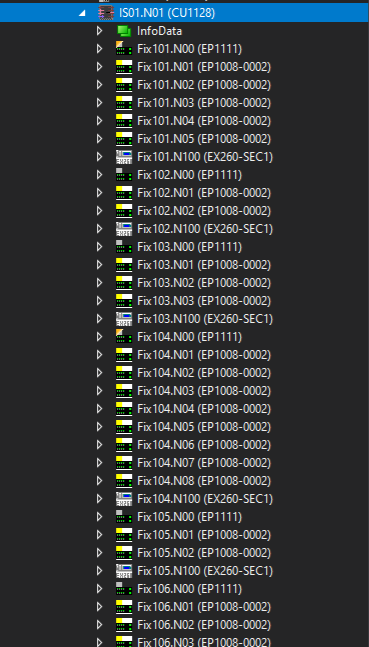 IS01.N01 (CU1128)
InfoData
Fix101.N00 (EP1111)
Fix101.N01 (EP1008-0002)
Fix101.N02 (EP1008-0002)
Fix101.N03 (EP1008-0002)
Fix101.N04 (EP1008-0002)
Fix101.N05 (EP1008-0002)
Fix101.N100 (EX260-SEC1)
Fix102.N00 (EP1111)
Fix102.N01 (EP1008-0002)
Fix102.N02 (EP1008-0002)
Fix102.N100 (EX260-SEC1)
Fix103.N00 (EP1111)
Fix103.N01 (EP1008-0002)
Fix103.N02 (EP1008-0002)
Fix103.N03 (EP1008-0002)
Fix103.N100 (EX260-SEC1)
Fix104.N00 (EP1111)
Fix104.N01 (EP1008-0002)
Fix104.N02 (EP1008-0002)
Fix104.N03 (EP1008-0002)
Fix104.N04 (EP1008-0002)
Fix104.N05 (EP1008-0002)
Fix104.N06 (EP1008-0002)
Fix104.N07 (EP1008-0002)
Fix104.N08 (EP1008-0002)
Fix104.N100 (EX260-SEC1)
Fix105.N00 (EP1111)
Fix105.N01 (EP1008-0002)
Fix105.N02 (EP1008-0002)
Fix105.N100 (EX260-SEC1)
Fix106.N00 (EP1111)
Fix106.N01 (EP1008-0002)
Fix106.N02 (EP1008-0002)
Fix106.N03 (EP1008-0002)